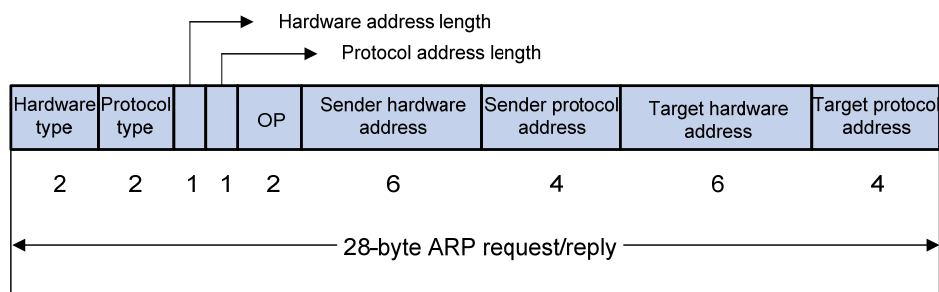 Hardware address length
Protocol address length
Hardware type
Protocol type
OP
Sender hardware address
Sender protocol address
Target hardware address
Target protocol address
2 2 1 1 2 6 4 6 4
28-byte ARP request/reply